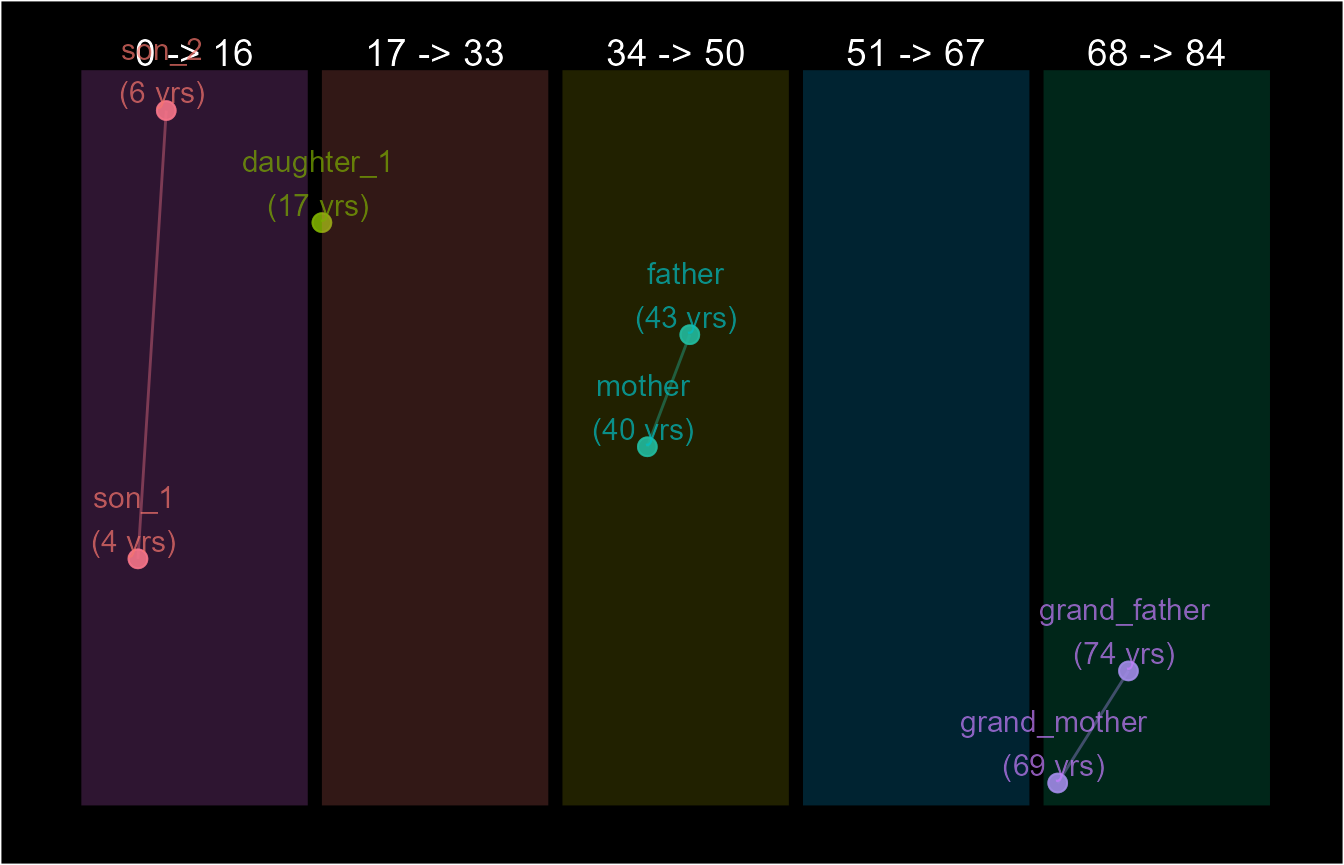 0 -> 16
17 -> 33
34 -> 50
51 -> 67
68 -> 84
son_2
(6 yrs)
daughter_1
(17 yrs)
father
(43 yrs)
mother
(40 yrs)
son_1
(4 yrs)
grand_father
(74 yrs)
grand_mother
(69 yrs)